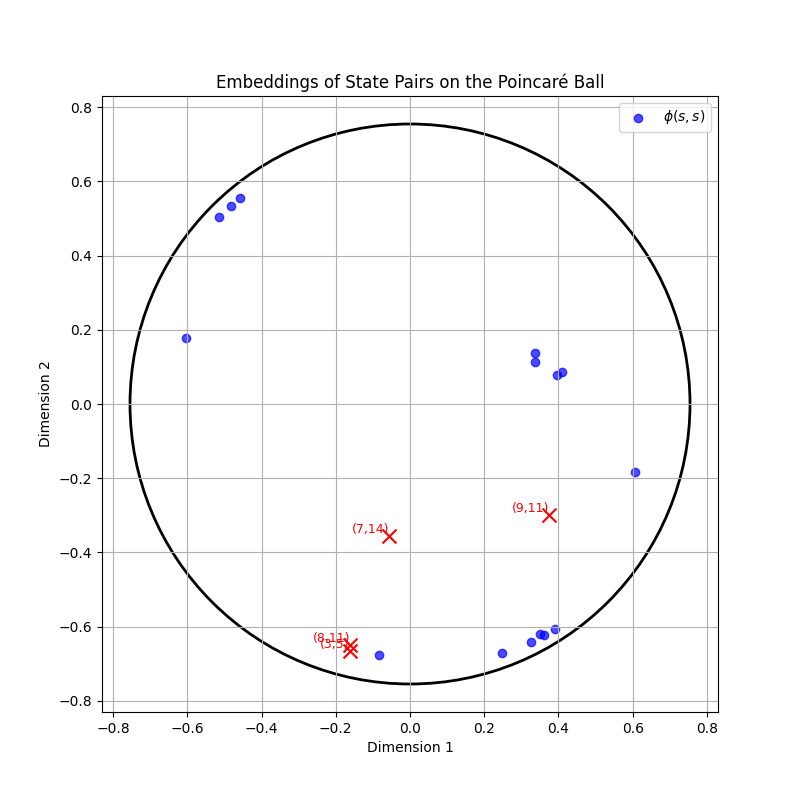 Embeddings of State Pairs on the Poincaré Ball
ϕ(s, s)
0.8
0.6
0.4
0.2
0.0
−0.2
−0.4
−0.6
−0.8
Dimension 2
(9,11)
(7,14)
(8,11)
−0.8 −0.6 −0.4 −0.2 0.0 0.2 0.4 0.6 0.8
Dimension 1